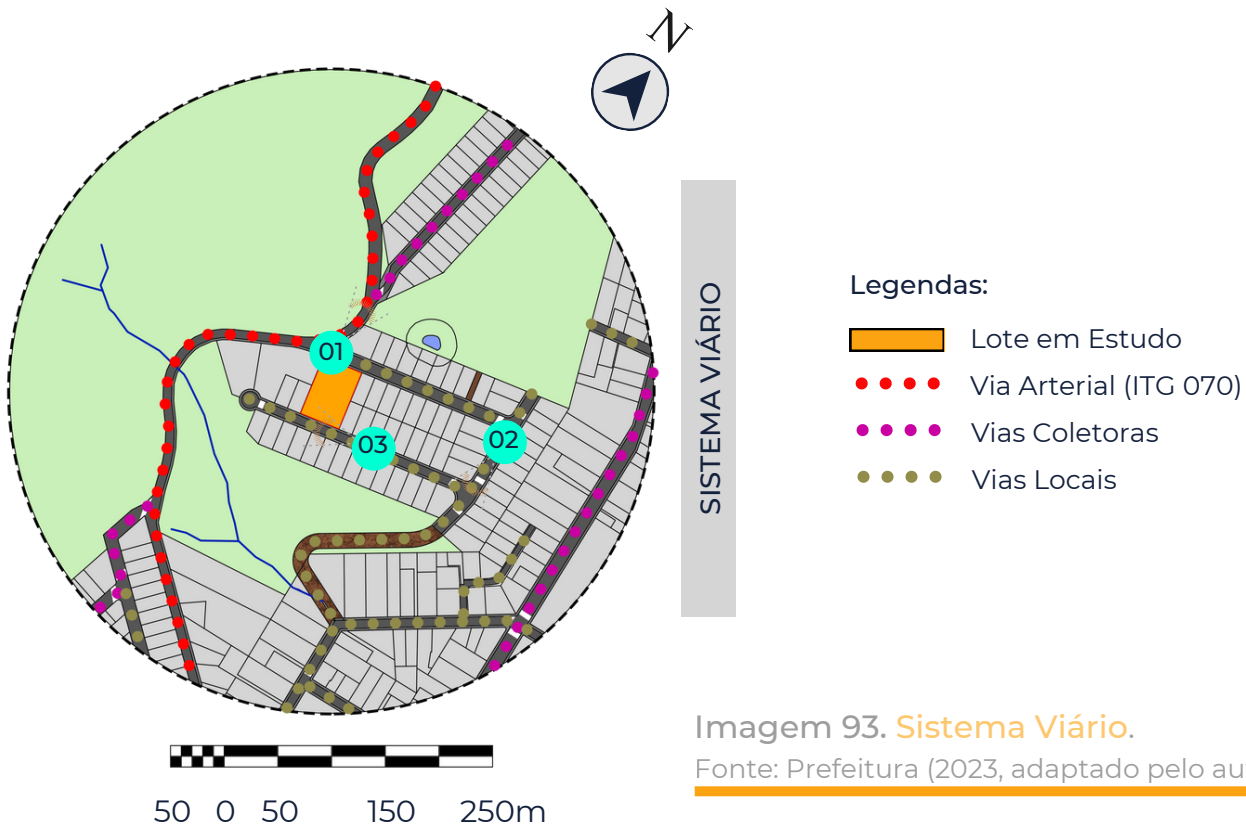 N
01
02
03
SISTEMA VIÁRIO
Legendas:
Lote em Estudo
Via Arterial (ITG 070)
Vias Coletoras
Vias Locais
Imagem 93. Sistema Viário.
Fonte: Prefeitura (2023, adaptado pelo au
50 0 50 150 250m